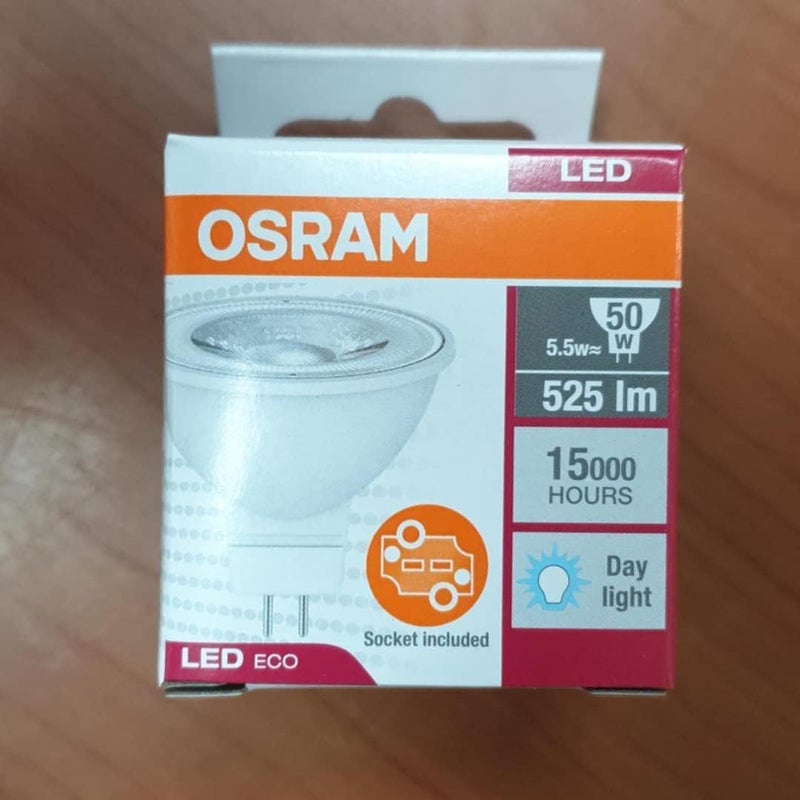 LED
OSRAM
50
W
5.5w≈
525 lm
15000
HOURS
Day
light
Socket included
LED ECO